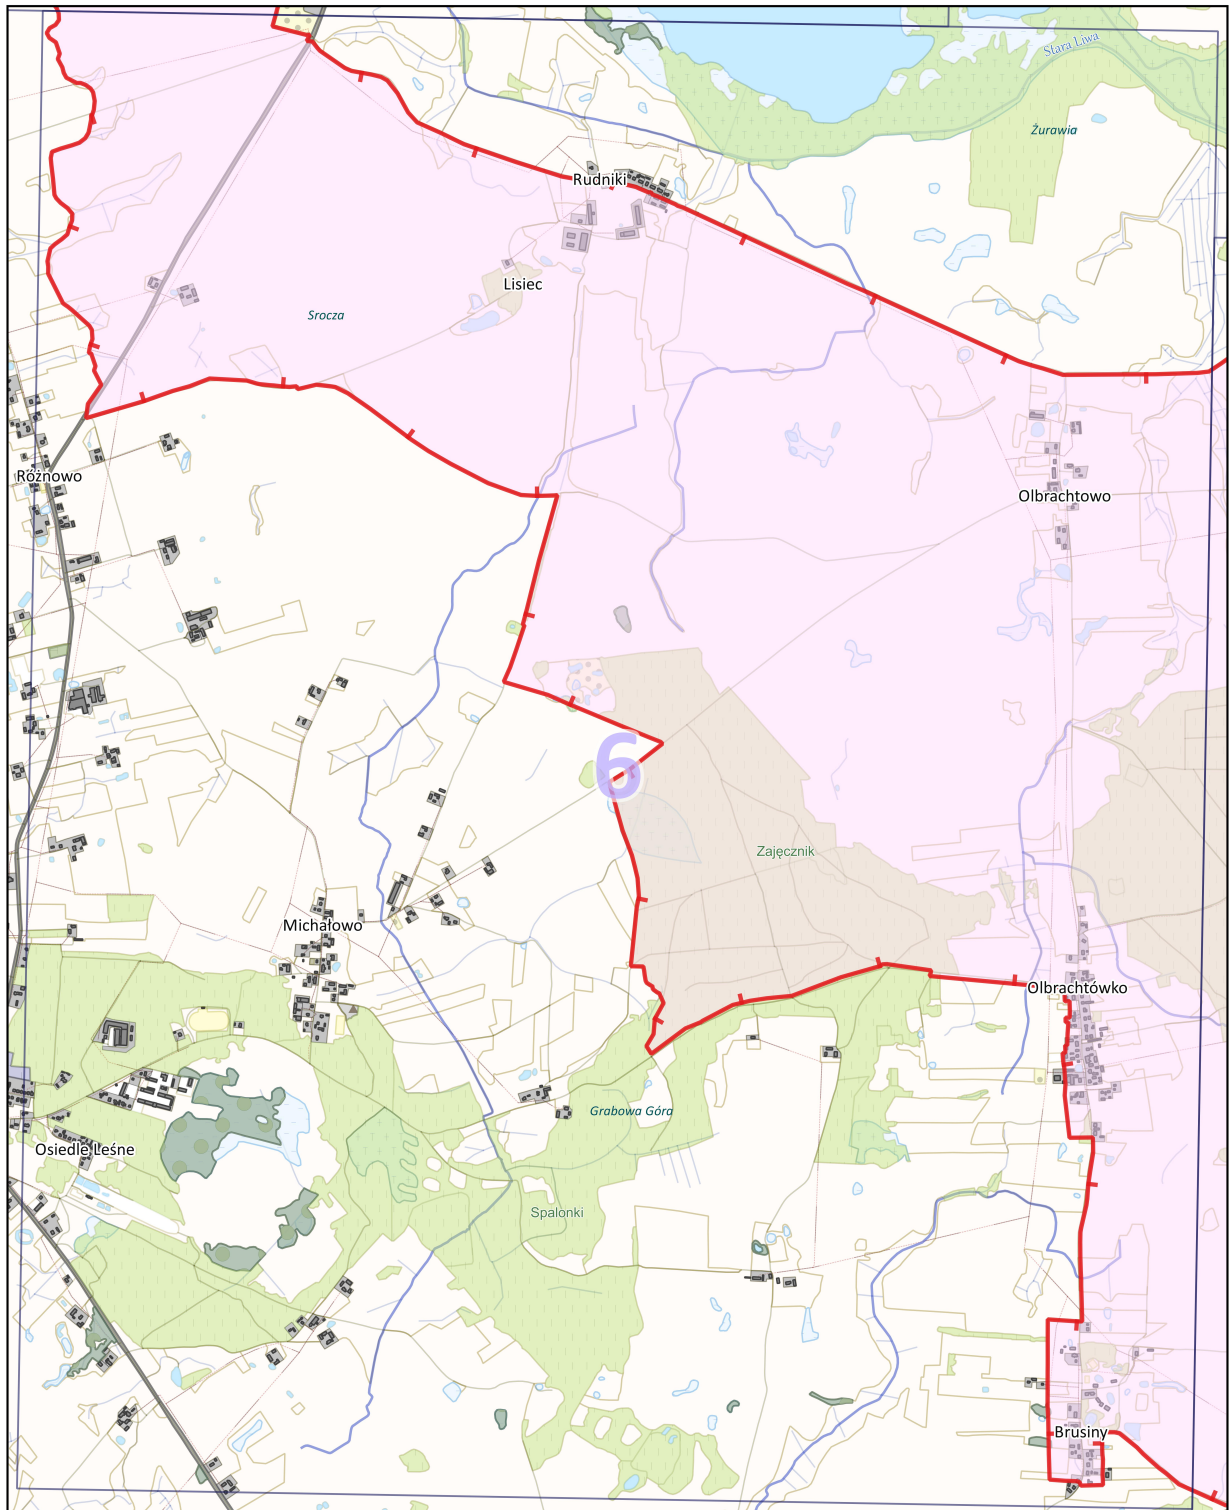 Stara Liwa
Żurawia
Rudniki
Lisiec
Srocza
Różnowo
Olbrachtowo
6
Zajęcznik
Michałowo
Olbrachtówko
Grabowa Góra
Osiedle Leśne
Spalonki
Brusiny